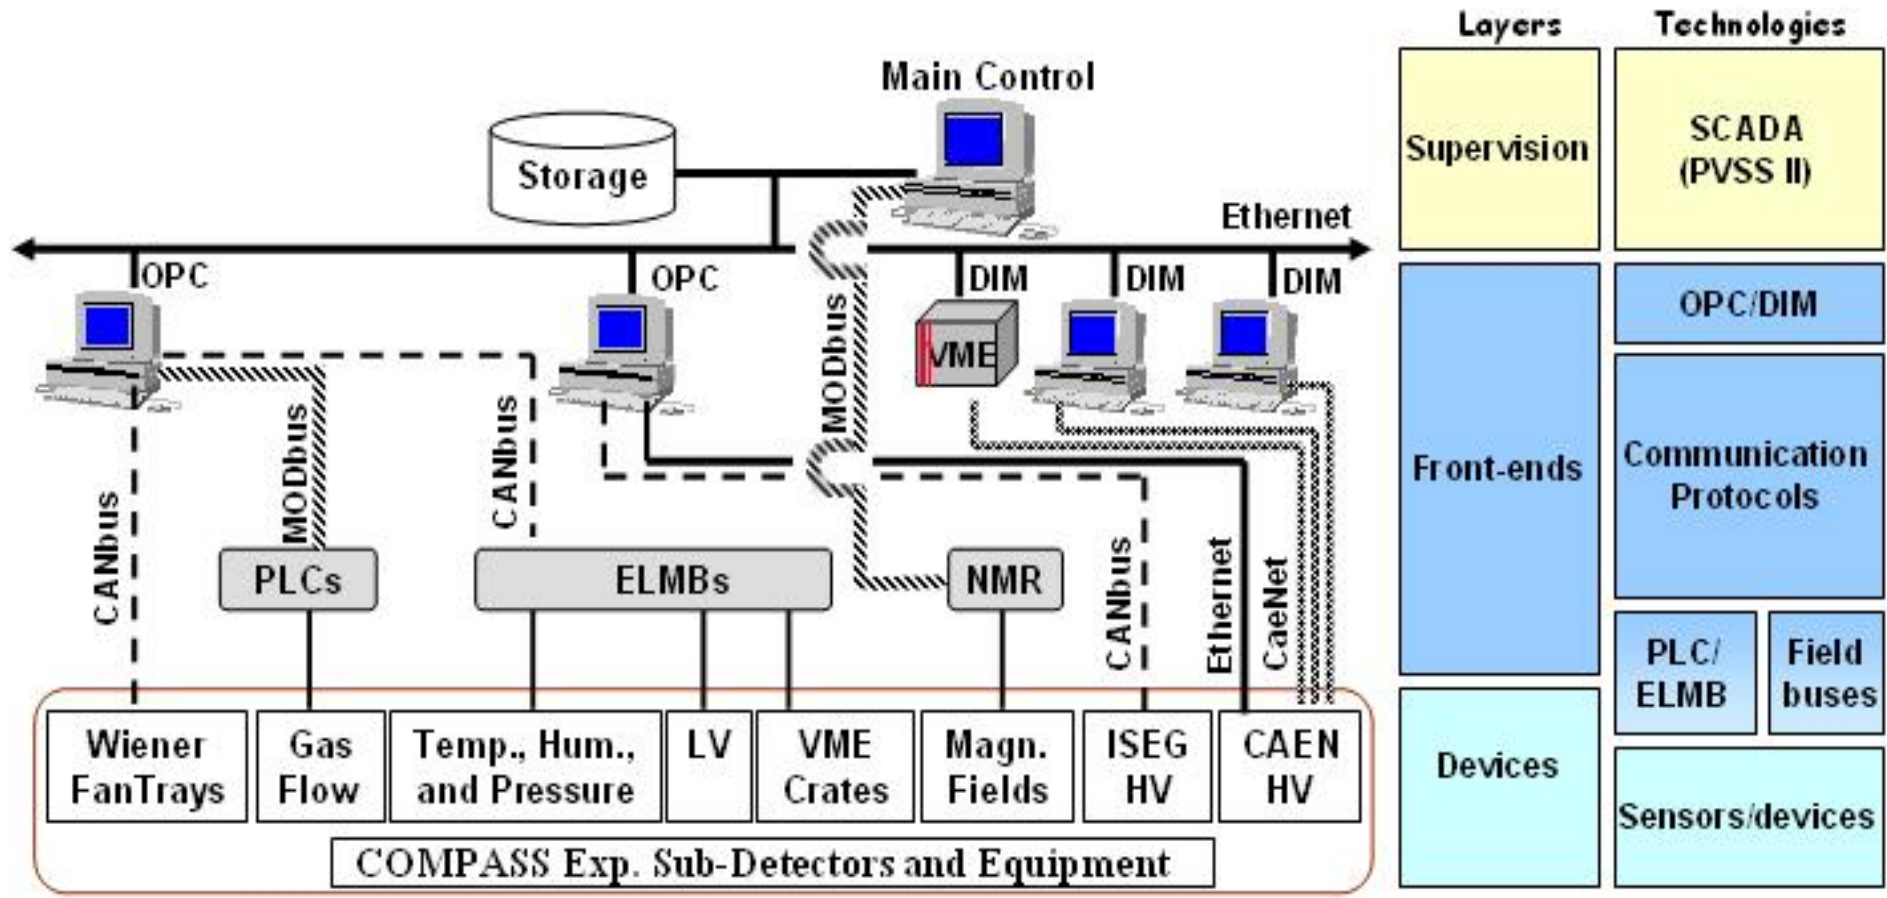 Layers
Technologies
Main Control
Storage
Ethernet
Supervision
SCADA
(PVSS II)
OPC
OPC
DIM
DIM
DIM
VME
MODbus
OPC/DIM
Front-ends
Communication
Protocols
CANbus
MODbus
CANbus
CANbus
Ethernet
CaeNet
PLCs
ELMBs
NMR
PLC/
ELMB
Field
buses
Wiener
FanTrays
Gas
Flow
Temp., Hum.,
and Pressure
LV
VME
Crates
Magn.
Fields
ISEG
HV
CAEN
HV
Devices
Sensors/devices
COMPASS Exp. Sub-Detectors and Equipment